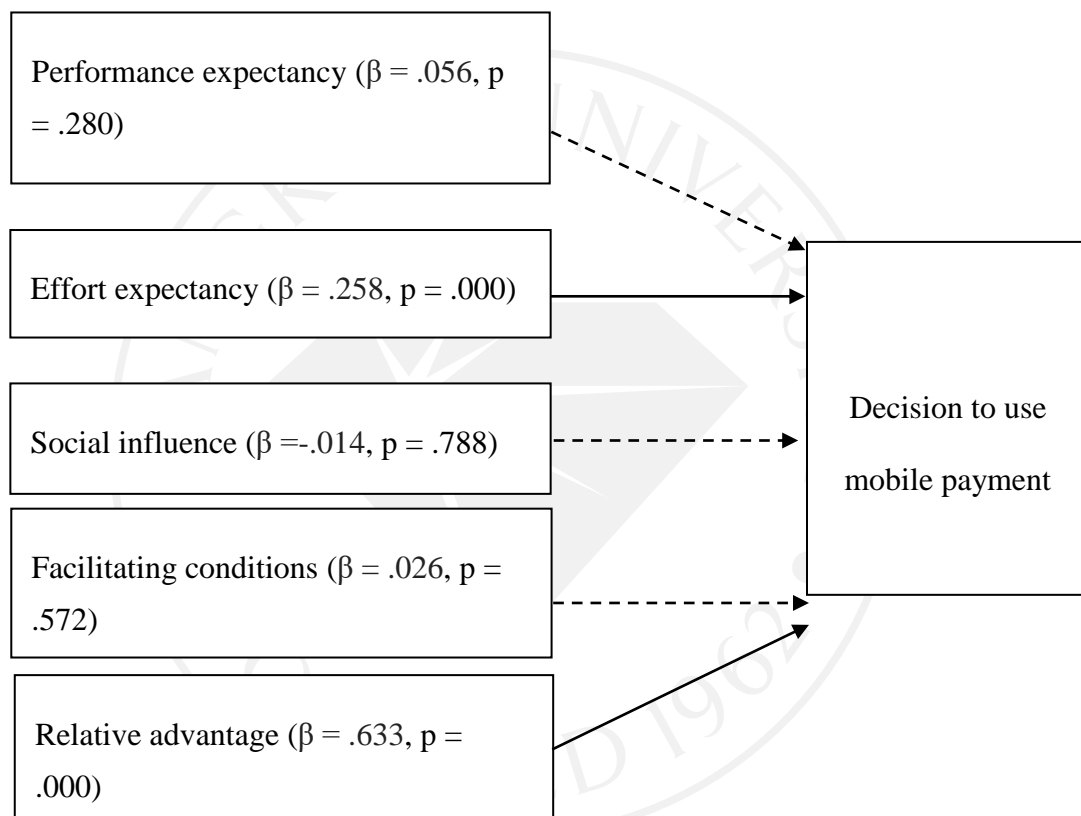 Performance expectancy (β = .056, p
= .280)
Effort expectancy (β = .258, p = .000)
Social influence (β =-.014, p = .788)
Facilitating conditions (β = .026, p =
.572)
Relative advantage (β = .633, p =
.000)
Decision to use
mobile payment